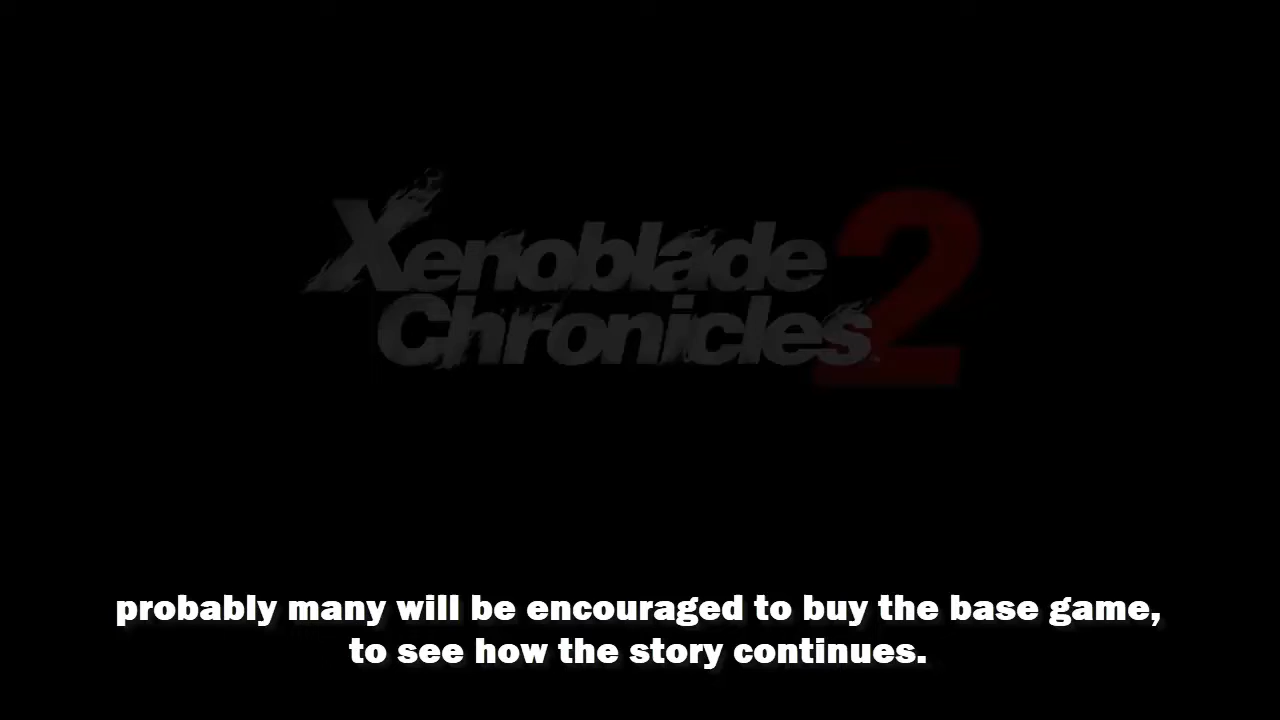 Xenoblade 2
Chronicles
probably many will be encouraged to buy the base game,
to see how the story continues.